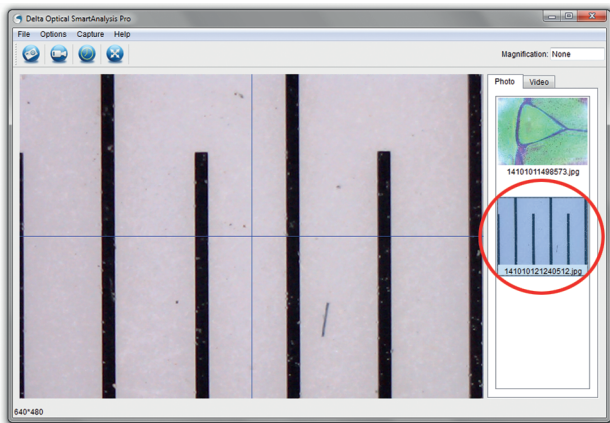 Delta Optical SmartAnalysis Pro
File Options Capture Help
Magnification: None
Photo Video
14101011498573.jpg
141010121240512.jpg
640*480